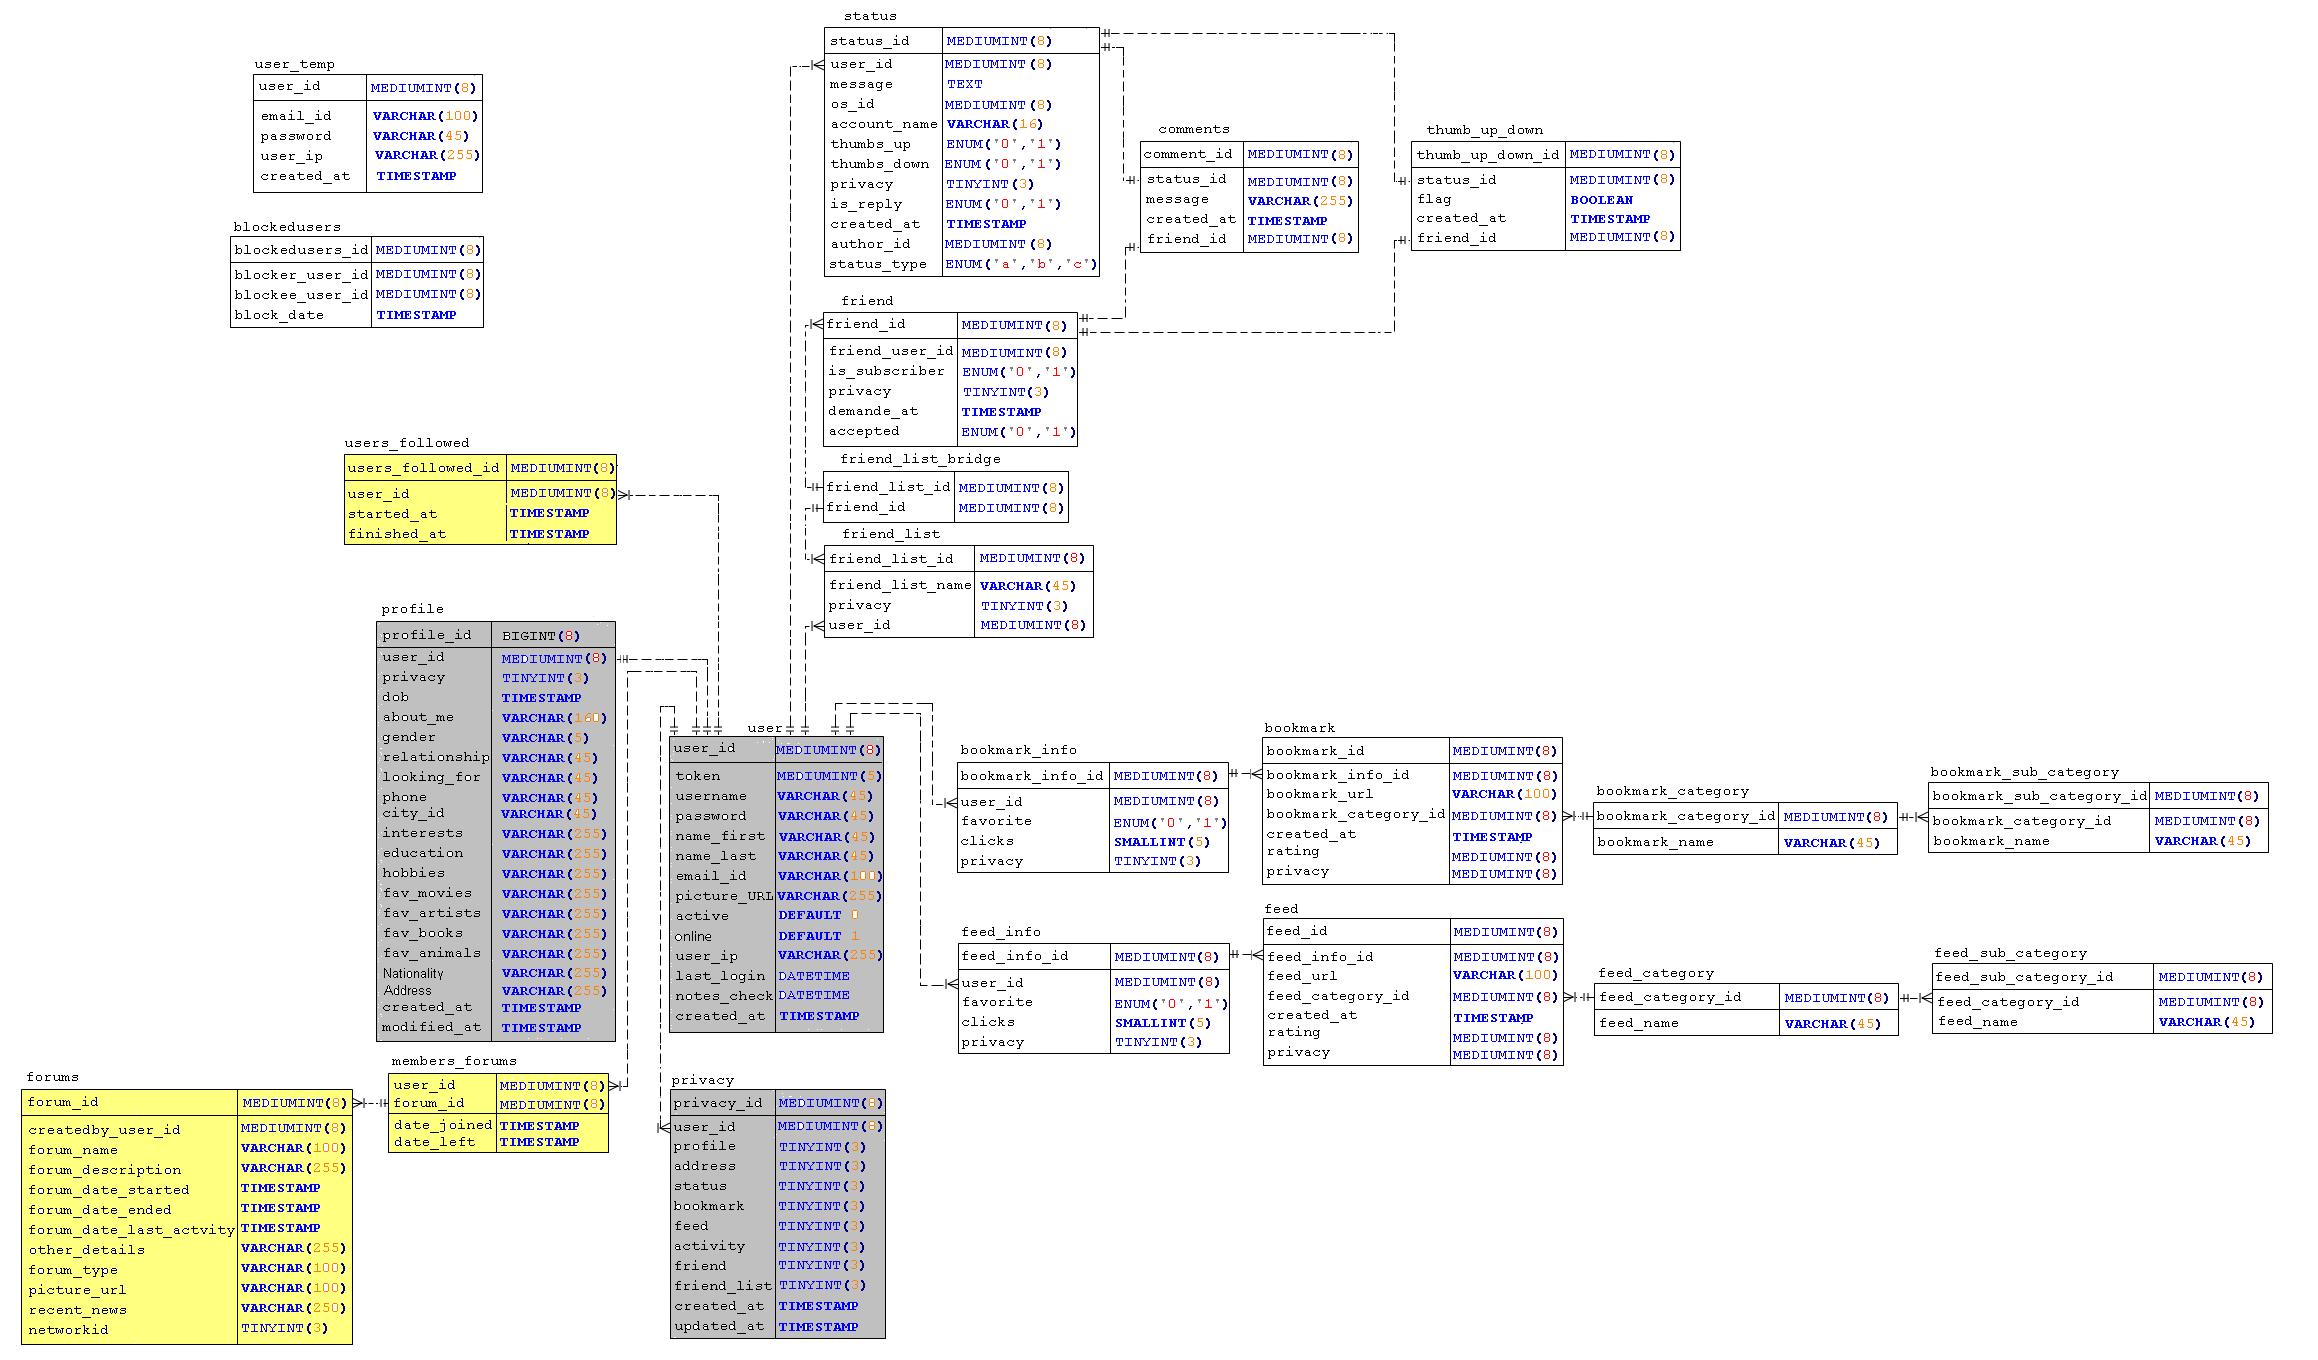 status
status_id MEDIUMINT(8)
user_id MEDIUMINT(8)
message TEXT
os_id MEDIUMINT(8)
account_name VARCHAR(16)
thumbs_up ENUM('0','1')
thumbs_down ENUM('0','1')
privacy TINYINT(3)
is_reply ENUM('0','1')
created_at TIMESTAMP
author_id MEDIUMINT(8)
status_type ENUM('a','b','c')
user_temp
user_id MEDIUMINT(8)
email_id VARCHAR(100)
password VARCHAR(45)
user_ip VARCHAR(255)
created_at TIMESTAMP
comments
comment_id MEDIUMINT(8)
status_id MEDIUMINT(8)
message VARCHAR(255)
created_at TIMESTAMP
friend_id MEDIUMINT(8)
thumb_up_down
thumb_up_down_id MEDIUMINT(8)
status_id MEDIUMINT(8)
flag BOOLEAN
created_at TIMESTAMP
friend_id MEDIUMINT(8)
blockedusers
blockedusers_id MEDIUMINT(8)
blocker_user_id MEDIUMINT(8)
blockee_user_id MEDIUMINT(8)
block_date TIMESTAMP
friend
friend_id MEDIUMINT(8)
friend_user_id MEDIUMINT(8)
is_subscriber ENUM('0','1')
privacy TINYINT(3)
demande_at TIMESTAMP
accepted ENUM('0','1')
users_followed
users_followed_id MEDIUMINT(8)
user_id MEDIUMINT(8)
started_at TIMESTAMP
finished_at TIMESTAMP
friend_list_bridge
friend_list_id MEDIUMINT(8)
friend_id MEDIUMINT(8)
friend_list
friend_list_id MEDIUMINT(8)
friend_list_name VARCHAR(45)
privacy TINYINT(3)
user_id MEDIUMINT(8)
profile
profile_id BIGINT(8)
user_id MEDIUMINT(8)
privacy TINYINT(3)
dob TIMESTAMP
about_me VARCHAR(160)
gender VARCHAR(5)
relationship VARCHAR(45)
looking_for VARCHAR(45)
phone VARCHAR(45)
city_id VARCHAR(45)
interests VARCHAR(255)
education VARCHAR(255)
hobbies VARCHAR(255)
fav_movies VARCHAR(255)
fav_artists VARCHAR(255)
fav_books VARCHAR(255)
fav_animals VARCHAR(255)
Nationality VARCHAR(255)
Address VARCHAR(255)
created_at TIMESTAMP
modified_at TIMESTAMP
user
user_id MEDIUMINT(8)
token MEDIUMINT(5)
username VARCHAR(45)
password VARCHAR(45)
name_first VARCHAR(45)
name_last VARCHAR(45)
email_id VARCHAR(100)
picture_URL VARCHAR(255)
active DEFAULT 0
online DEFAULT 1
user_ip VARCHAR(255)
last_login DATETIME
notes_check DATETIME
created_at TIMESTAMP
bookmark_info
bookmark_info_id MEDIUMINT(8)
user_id MEDIUMINT(8)
favorite ENUM('0','1')
clicks SMALLINT(5)
privacy TINYINT(3)
bookmark
bookmark_id MEDIUMINT(8)
bookmark_info_id MEDIUMINT(8)
bookmark_url VARCHAR(100)
bookmark_category_id MEDIUMINT(8)
created_at TIMESTAMP
rating MEDIUMINT(8)
privacy MEDIUMINT(8)
bookmark_category
bookmark_category_id MEDIUMINT(8)
bookmark_name VARCHAR(45)
bookmark_sub_category
bookmark_sub_category_id MEDIUMINT(8)
bookmark_category_id MEDIUMINT(8)
bookmark_name VARCHAR(45)
feed_info
feed_info_id MEDIUMINT(8)
user_id MEDIUMINT(8)
favorite ENUM('0','1')
clicks SMALLINT(5)
privacy TINYINT(3)
feed
feed_id MEDIUMINT(8)
feed_info_id MEDIUMINT(8)
feed_url VARCHAR(100)
feed_category_id MEDIUMINT(8)
created_at TIMESTAMP
rating MEDIUMINT(8)
privacy MEDIUMINT(8)
feed_category
feed_category_id MEDIUMINT(8)
feed_name VARCHAR(45)
feed_sub_category
feed_sub_category_id MEDIUMINT(8)
feed_category_id MEDIUMINT(8)
feed_name VARCHAR(45)
forums
forum_id MEDIUMINT(8)
createdby_user_id MEDIUMINT(8)
forum_name VARCHAR(100)
forum_description VARCHAR(255)
forum_date_started TIMESTAMP
forum_date_ended TIMESTAMP
forum_date_last_actvity TIMESTAMP
other_details VARCHAR(255)
forum_type VARCHAR(100)
picture_url VARCHAR(100)
recent_news VARCHAR(250)
networkid TINYINT(3)
members_forums
user_id MEDIUMINT(8)
forum_id MEDIUMINT(8)
date_joined TIMESTAMP
date_left TIMESTAMP
privacy
privacy_id MEDIUMINT(8)
user_id MEDIUMINT(8)
profile TINYINT(3)
address TINYINT(3)
status TINYINT(3)
bookmark TINYINT(3)
feed TINYINT(3)
activity TINYINT(3)
friend TINYINT(3)
friend_list TINYINT(3)
created_at TIMESTAMP
updated_at TIMESTAMP